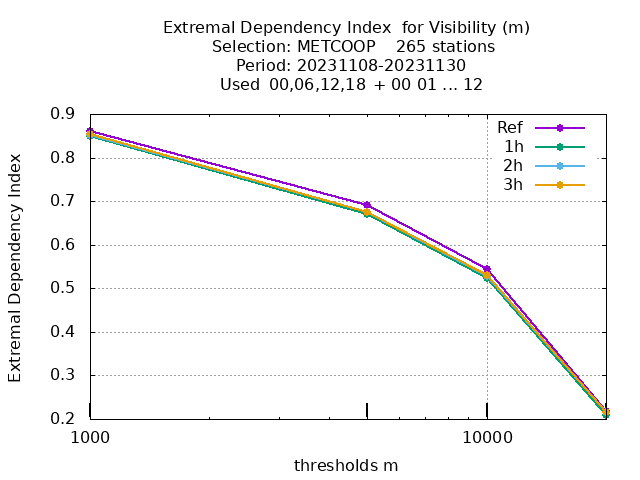 Extremal Dependency Index  for Visibility (m)
Selection: METCOOP    265 stations
Period: 20231108-20231130
Used  00,06,12,18  + 00 01 ... 12
Extremal Dependency Index
0.9
0.8
0.7
0.6
0.5
0.4
0.3
0.2
Ref
1h
2h
3h
1000
10000
thresholds m